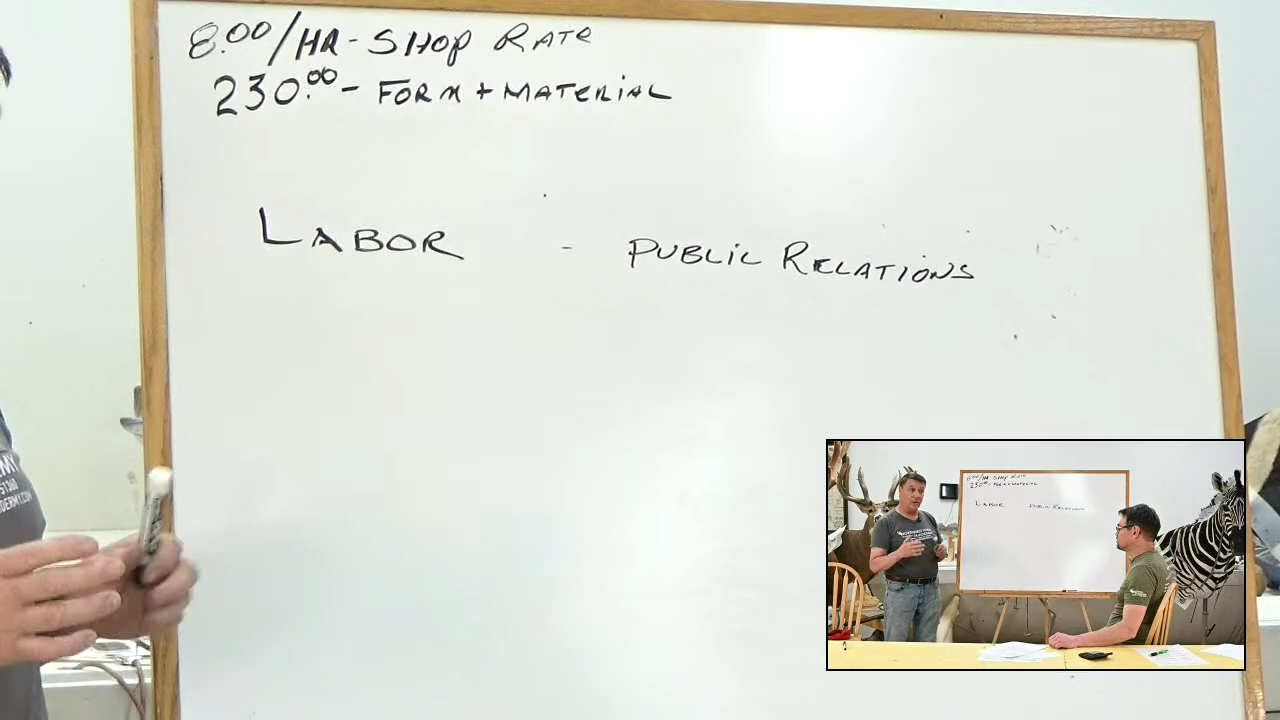 8.00/HR - SHOP RATE
230.00 - FORM + MATERIAL
LABOR - PUBLIC RELATIONS